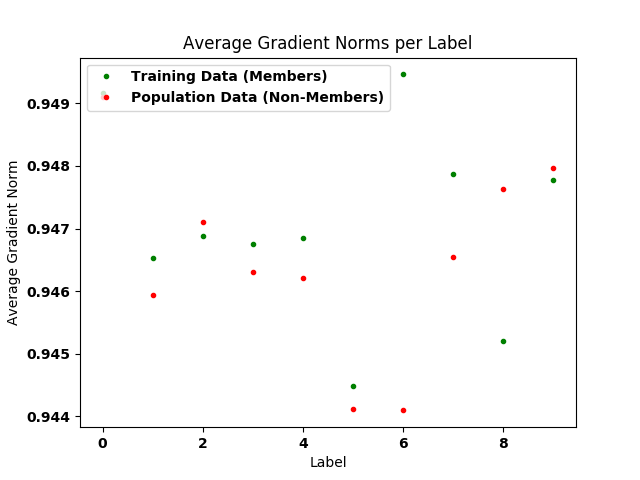 Average Gradient Norms per Label
Training Data (Members)
Population Data (Non-Members)
0.949
0.948
0.947
0.946
0.945
0.944
Average Gradient Norm
0 2 4 6 8
Label